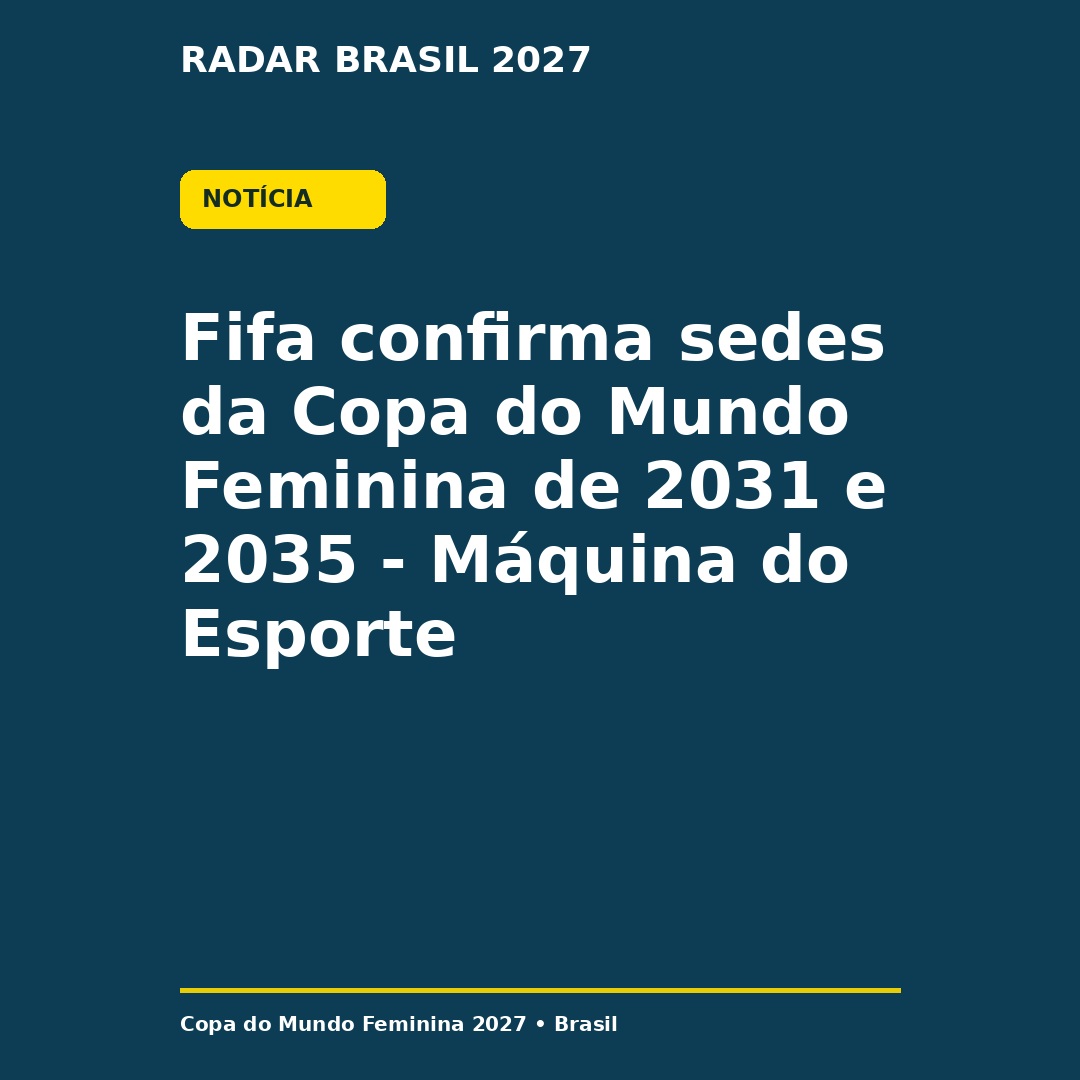 RADAR BRASIL 2027
NOTÍCIA
Fifa confirma sedes
da Copa do Mundo
Feminina de 2031 e
2035 - Máquina do
Esporte
Copa do Mundo Feminina 2027 • Brasil